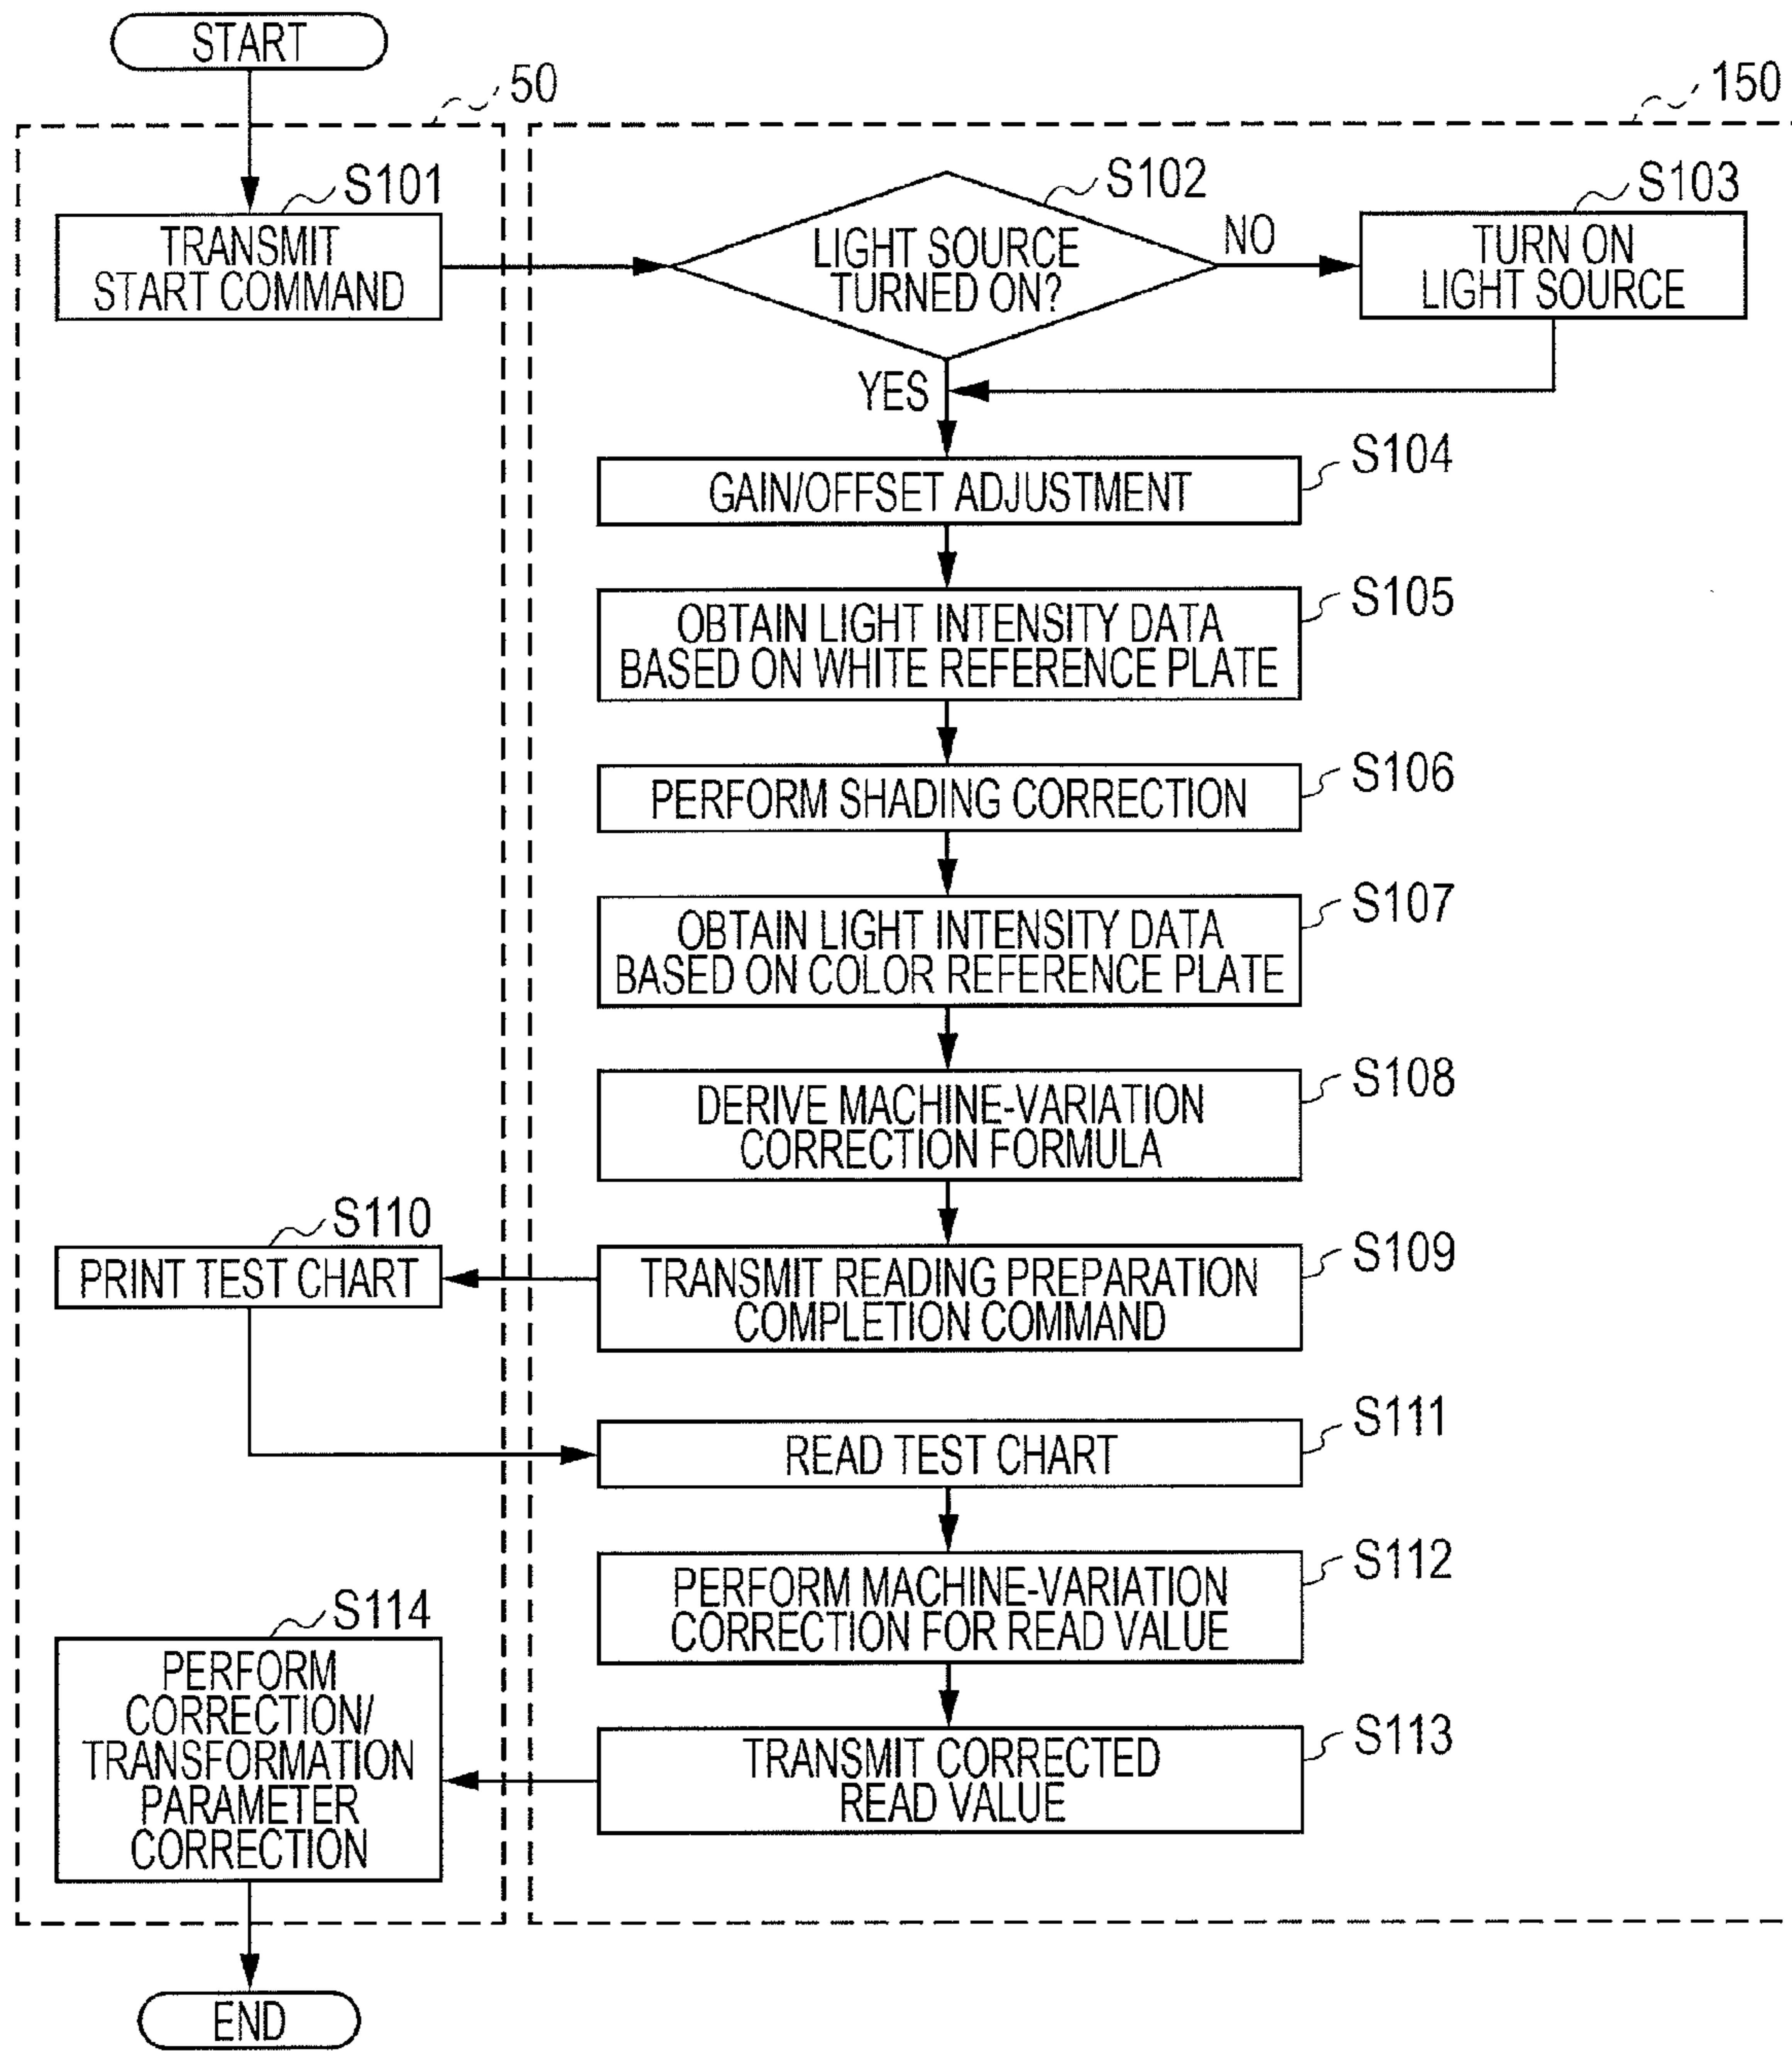 START
50
150
S101
TRANSMIT
START COMMAND
S102
LIGHT SOURCE
TURNED ON?
NO
YES
S103
TURN ON
LIGHT SOURCE
S104
GAIN/OFFSET ADJUSTMENT
S105
OBTAIN LIGHT INTENSITY DATA
BASED ON WHITE REFERENCE PLATE
S106
PERFORM SHADING CORRECTION
S107
OBTAIN LIGHT INTENSITY DATA
BASED ON COLOR REFERENCE PLATE
S108
DERIVE MACHINE-VARIATION
CORRECTION FORMULA
S109
TRANSMIT READING PREPARATION
COMPLETION COMMAND
S110
PRINT TEST CHART
S111
READ TEST CHART
S112
PERFORM MACHINE-VARIATION
CORRECTION FOR READ VALUE
S113
TRANSMIT CORRECTED
READ VALUE
S114
PERFORM
CORRECTION/
TRANSFORMATION
PARAMETER
CORRECTION
END